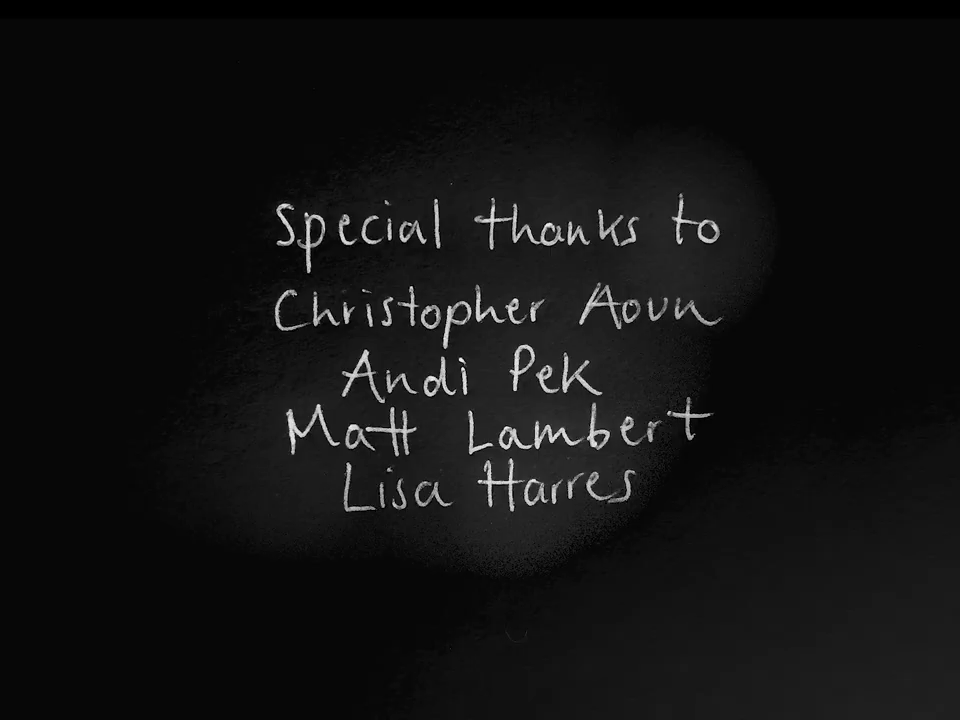 Special thanks to
Christopher Aoun
Andi Pek
Matt Lambert
Lisa Harres